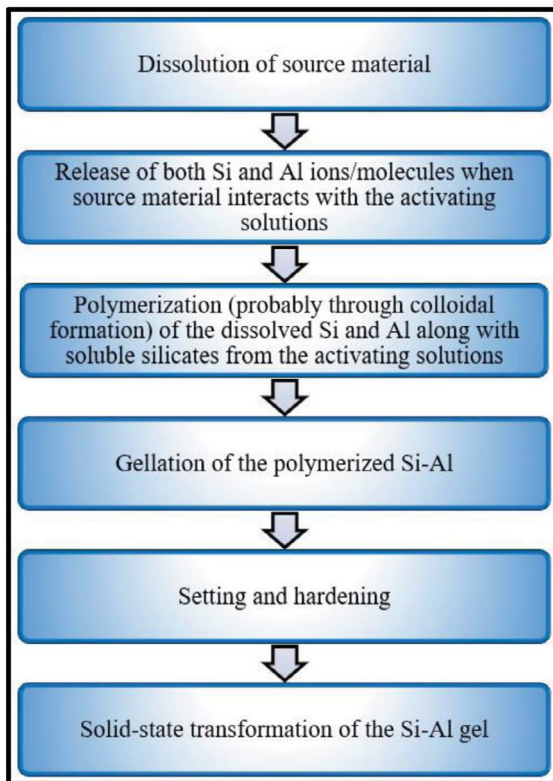 Dissolution of source material
Release of both Si and Al ions/molecules when
source material interacts with the activating
solutions
Polymerization (probably through colloidal
formation) of the dissolved Si and Al along with
soluble silicates from the activating solutions
Gellation of the polymerized Si-Al
Setting and hardening
Solid-state transformation of the Si-Al gel